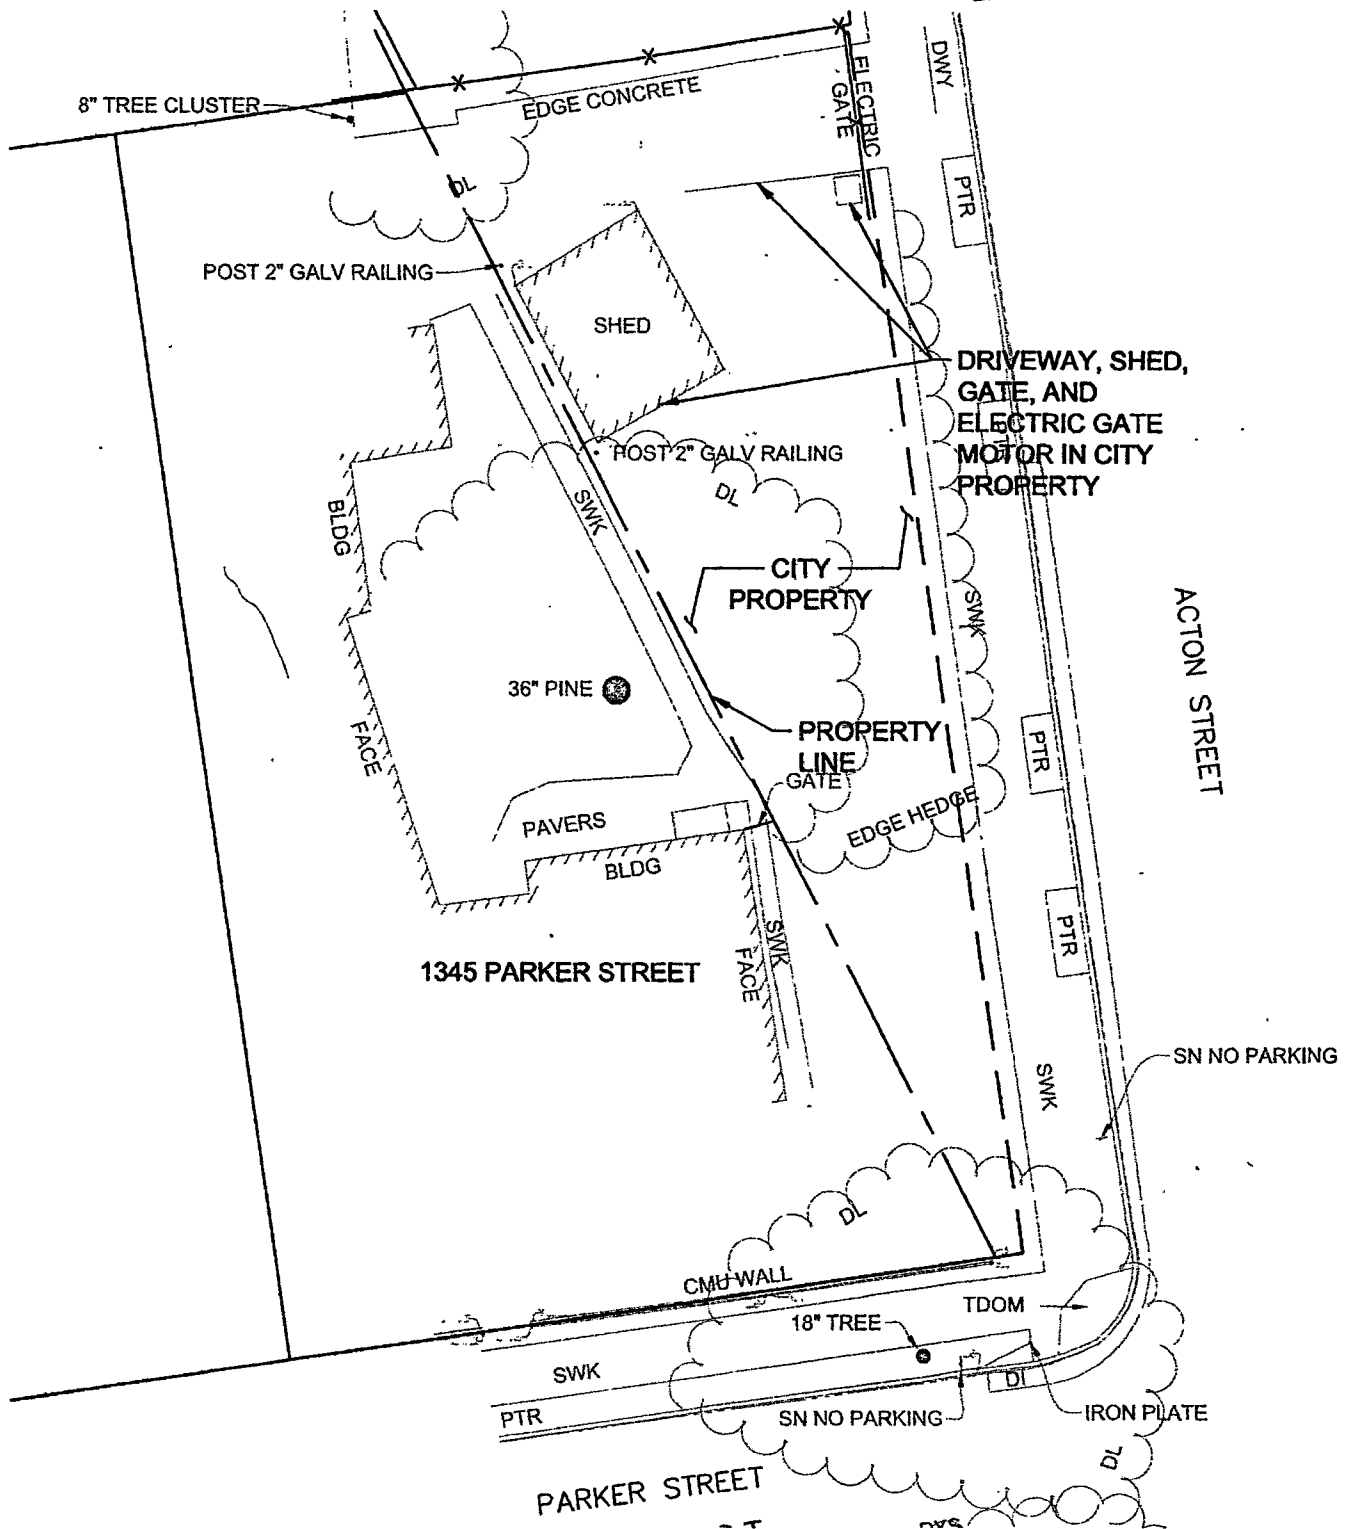 DWY
8" TREE CLUSTER
EDGE CONCRETE
ELECTRIC
GATE
DL
PTR
POST 2" GALV RAILING
SHED
DRIVEWAY, SHED,
GATE, AND
ELECTRIC GATE
MOTOR IN CITY
PROPERTY
PTR
POST 2" GALV RAILING
DL
SWK
BLDG
CITY
PROPERTY
SWK
ACTON STREET
36" PINE
FACE
PROPERTY
LINE
GATE
PTR
EDGE HEDGE
PAVERS
BLDG
PTR
SWK
FACE
1345 PARKER STREET
SN NO PARKING
SWK
DL
CMU WALL
TDOM
18" TREE
SWK
DI
PTR
SN NO PARKING
IRON PLATE
DL
PARKER STREET